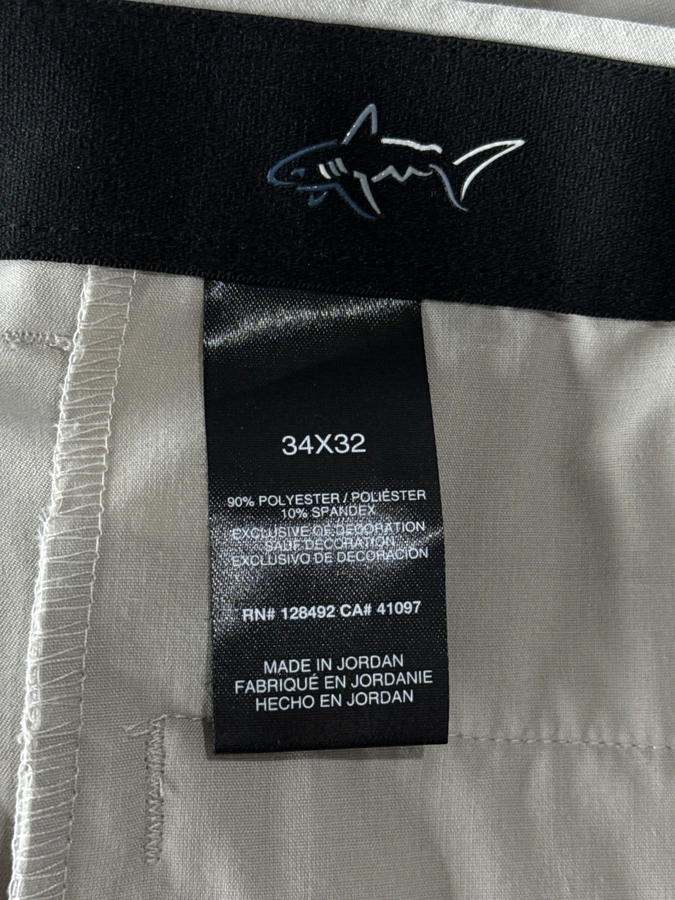 34X32
90% POLYESTER / POLIÉSTER
10% SPANDEX
EXCLUSIVE OF DECORATION
SAUF DÉCORATION
EXCLUSIVO DE DECORACIÓN
RN# 128492 CA# 41097
MADE IN JORDAN
FABRIQUÉ EN JORDANIE
HECHO EN JORDAN